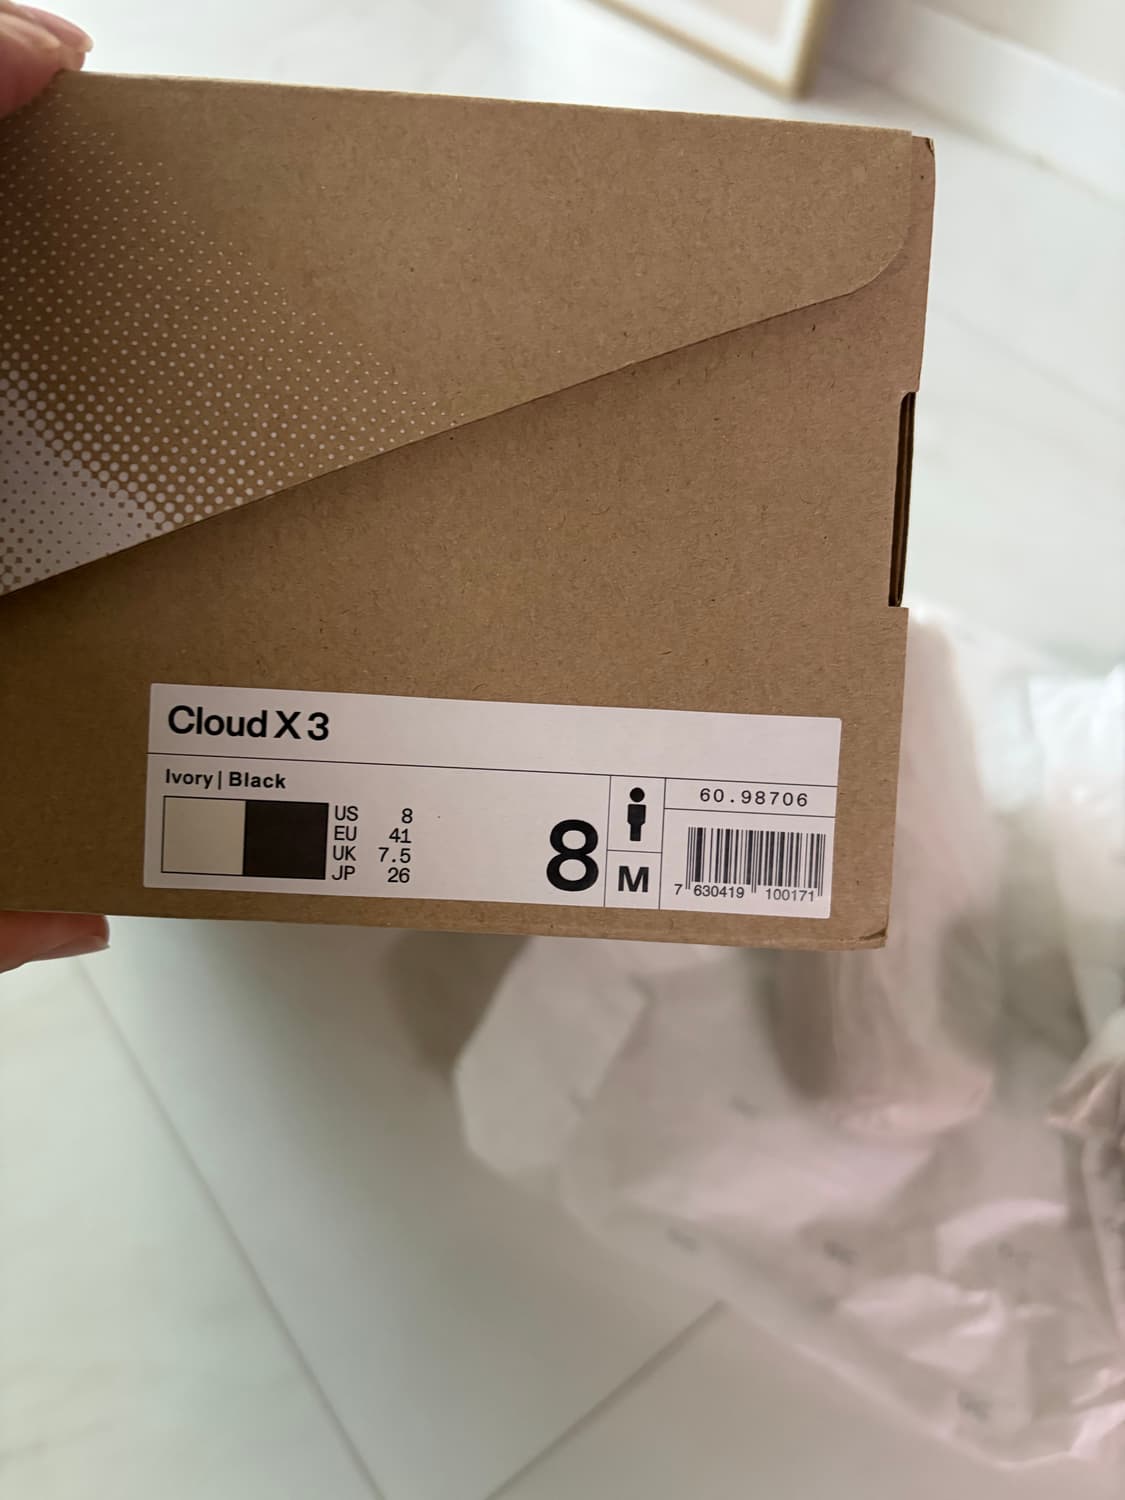 Cloud X 3
Ivory | Black
US 8
EU 41
UK 7.5
JP 26
8
M
60.98706
7 630419 100171